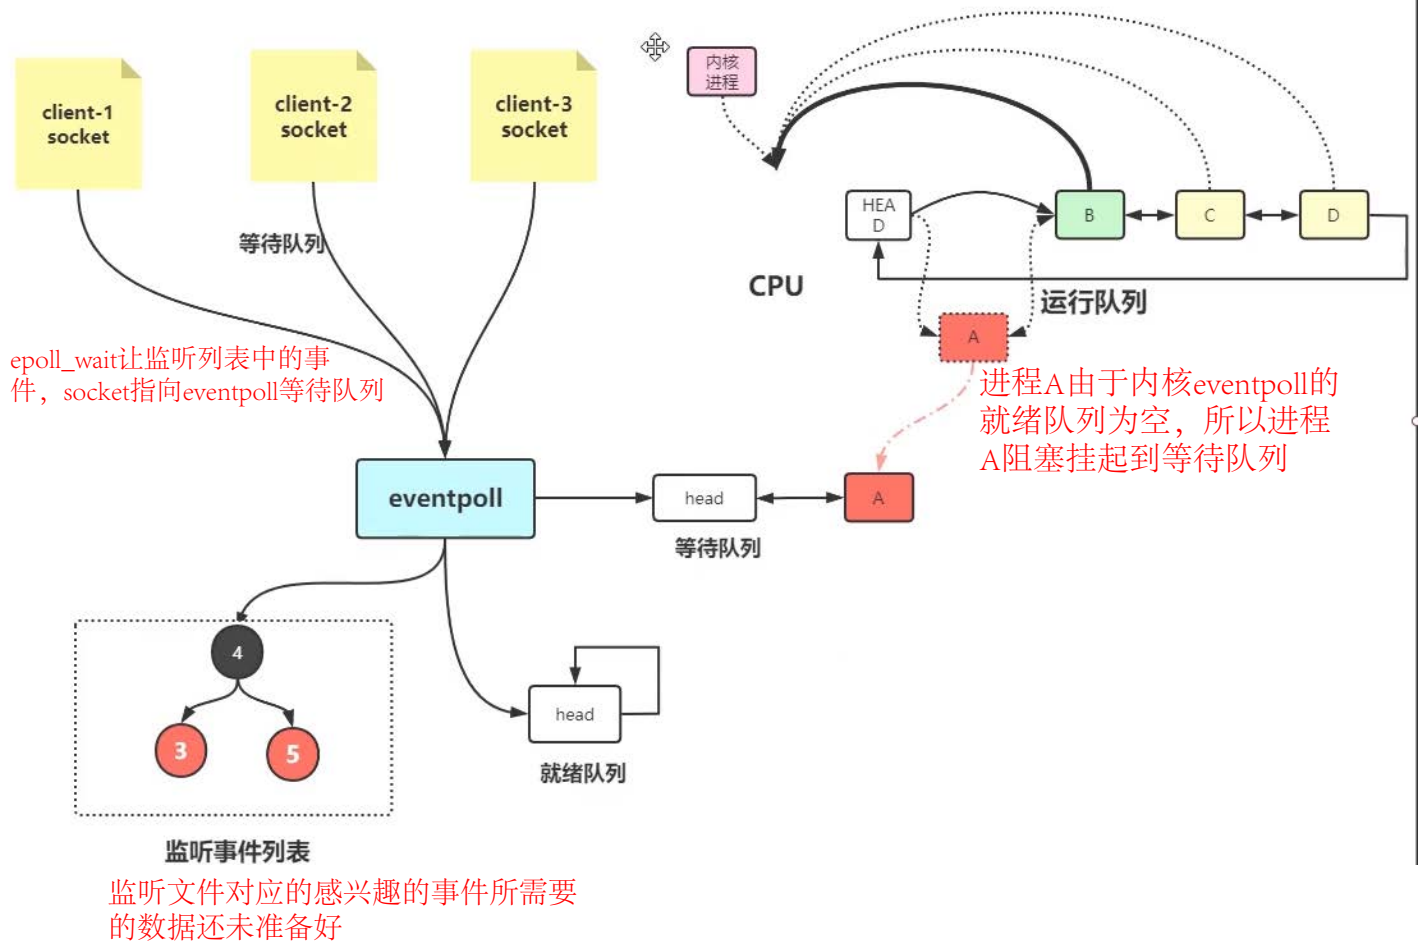 client-1
socket
client-2
socket
client-3
socket
内核
进程
等待队列
HEA
D
B
C
D
CPU
运行队列
A
epoll_wait让监听列表中的事
件，socket指向eventpoll等待队列
进程A由于内核eventpoll的
就绪队列为空，所以进程
A阻塞挂起到等待队列
eventpoll
head
A
等待队列
4
3
5
head
就绪队列
监听事件列表
监听文件对应的感兴趣的事件所需要
的数据还未准备好